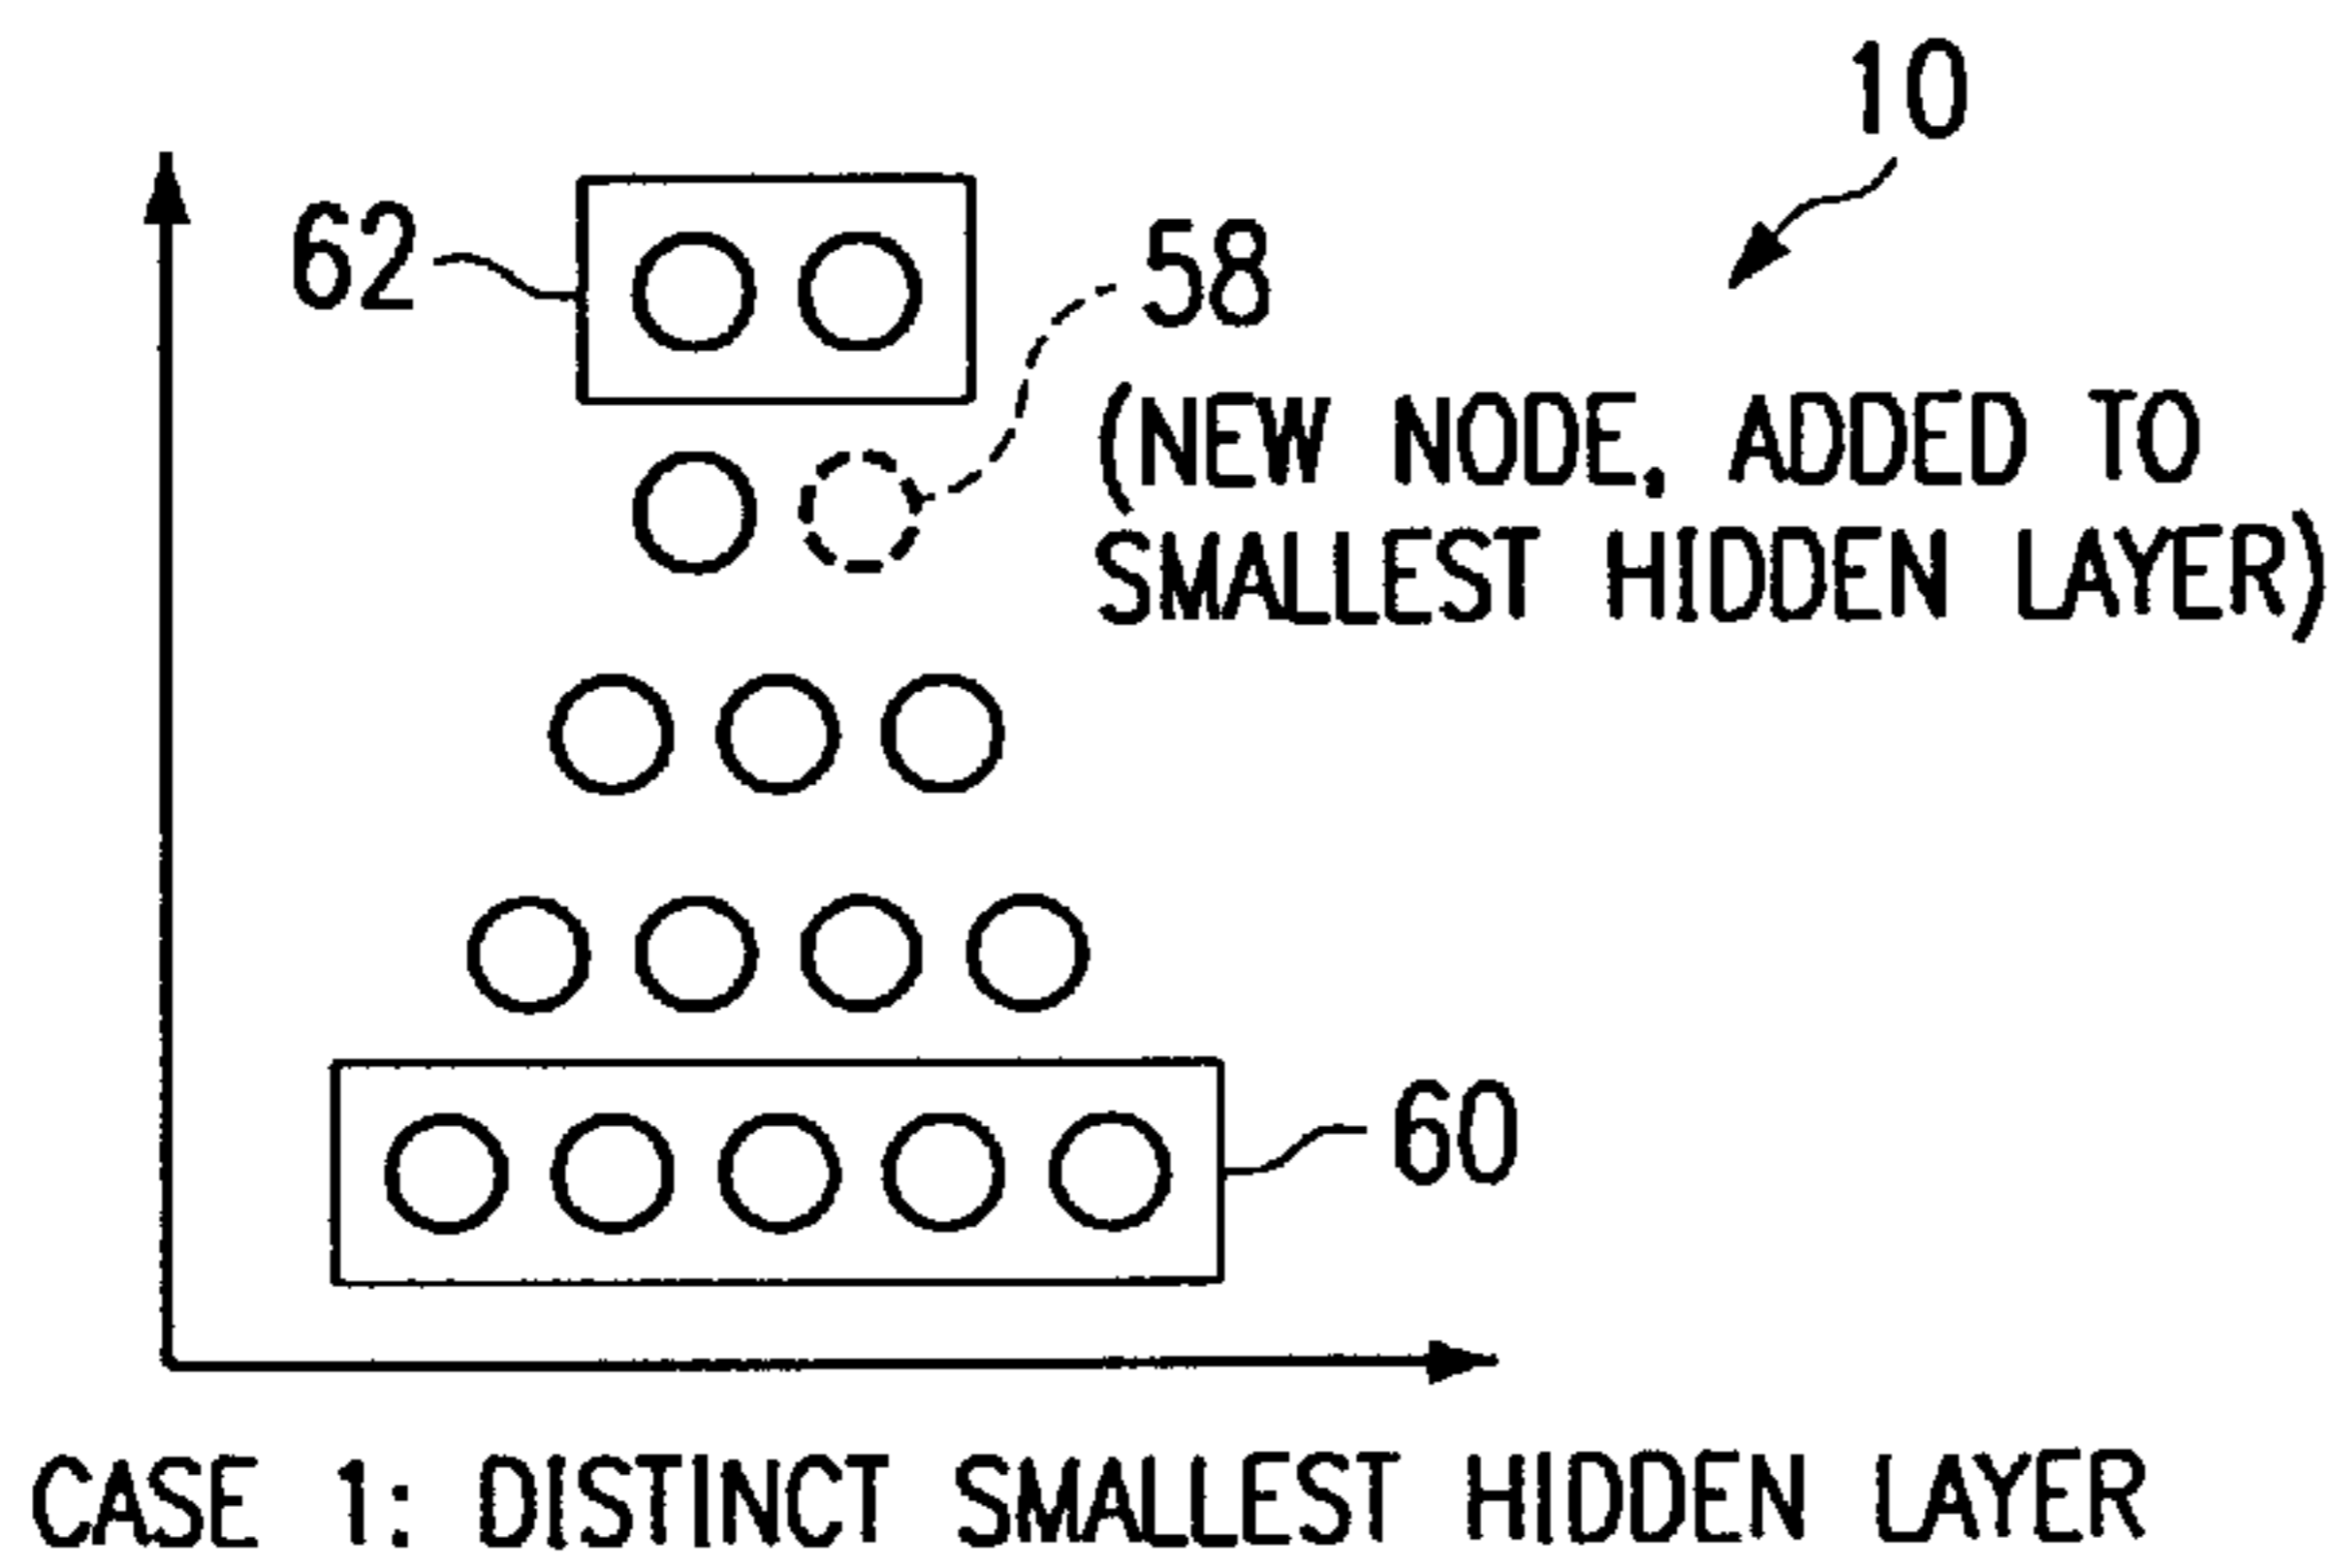 10
62
58
(NEW NODE, ADDED TO
SMALLEST HIDDEN LAYER)
60
CASE 1: DISTINCT SMALLEST HIDDEN LAYER